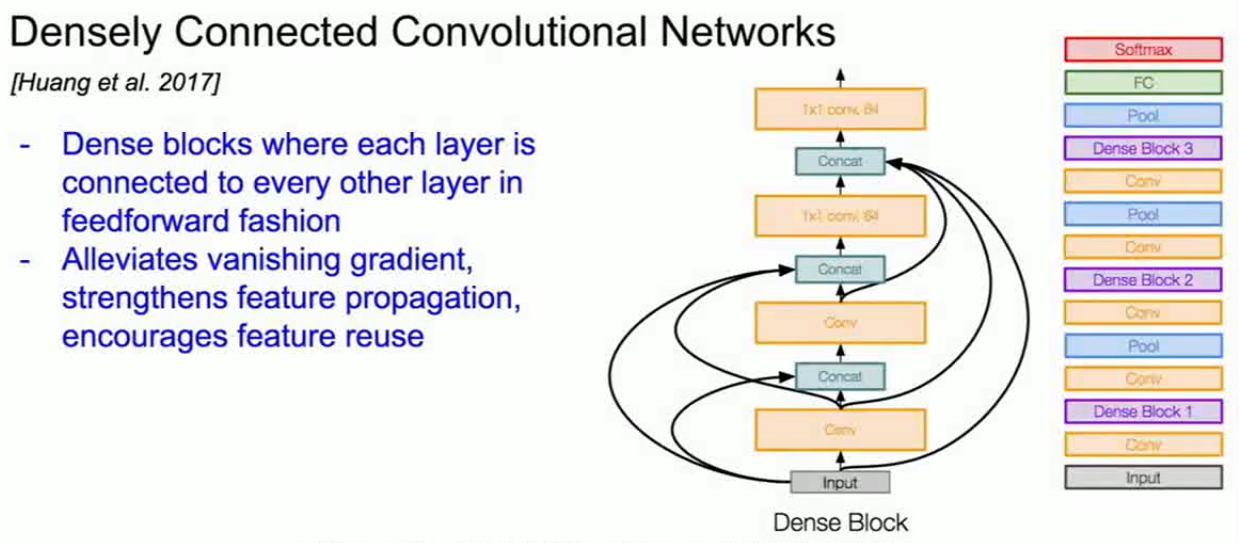 Densely Connected Convolutional Networks
[Huang et al. 2017]
- Dense blocks where each layer is
connected to every other layer in
feedforward fashion
- Alleviates vanishing gradient,
strengthens feature propagation,
encourages feature reuse
1x1 conv, 64
Concat
1x1 conv, 64
Concat
Conv
Concat
Conv
Input
Dense Block
Softmax
FC
Pool
Dense Block 3
Conv
Pool
Conv
Dense Block 2
Conv
Pool
Conv
Dense Block 1
Conv
Input